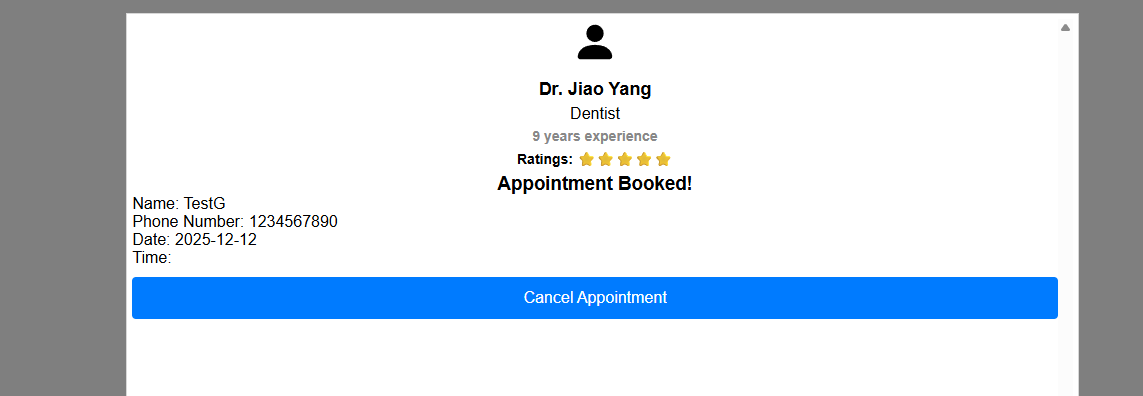 Dr. Jiao Yang
Dentist
9 years experience
Ratings:
Appointment Booked!
Name: TestG
Phone Number: 1234567890
Date: 2025-12-12
Time:
Cancel Appointment